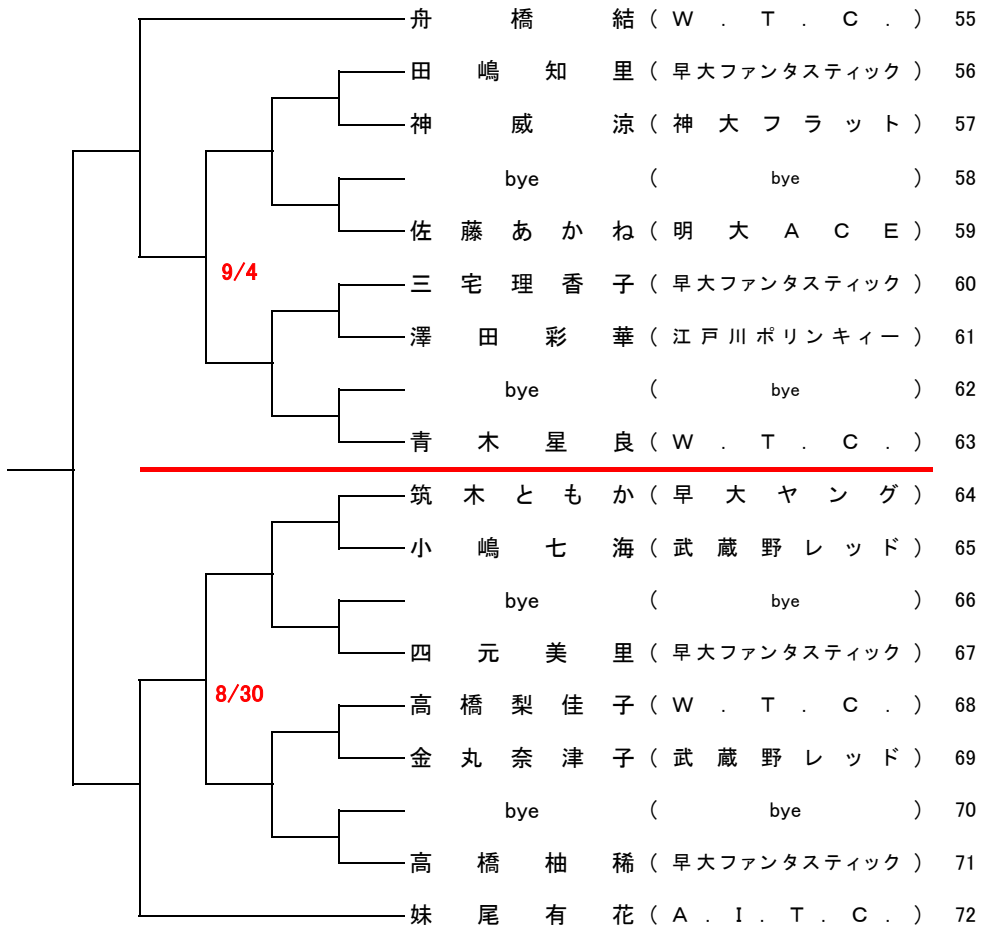 舟橋結(W.T.C.) 55
田嶋知里(早大ファンタスティック) 56
神威涼(神大フラット) 57
bye(bye) 58
佐藤あかね(明大ACE) 59
9/4
三宅理香子(早大ファンタスティック) 60
澤田彩華(江戸川ポリンキィー) 61
bye(bye) 62
青木星良(W.T.C.) 63
筑木ともか(早大ヤング) 64
小嶋七海(武蔵野レッド) 65
bye(bye) 66
四元美里(早大ファンタスティック) 67
8/30
高橋梨佳子(W.T.C.) 68
金丸奈津子(武蔵野レッド) 69
bye(bye) 70
高橋柚稀(早大ファンタスティック) 71
妹尾有花(A.I.T.C.) 72